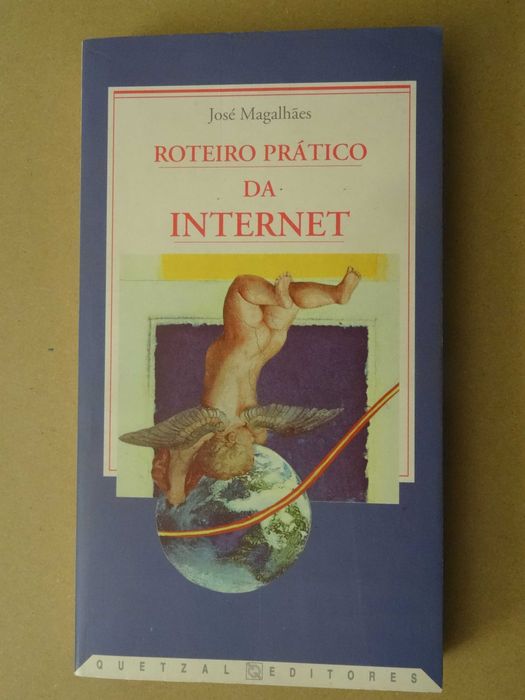 José Magalhães
ROTEIRO PRÁTICO
DA
INTERNET
QUETZAL EDITORES